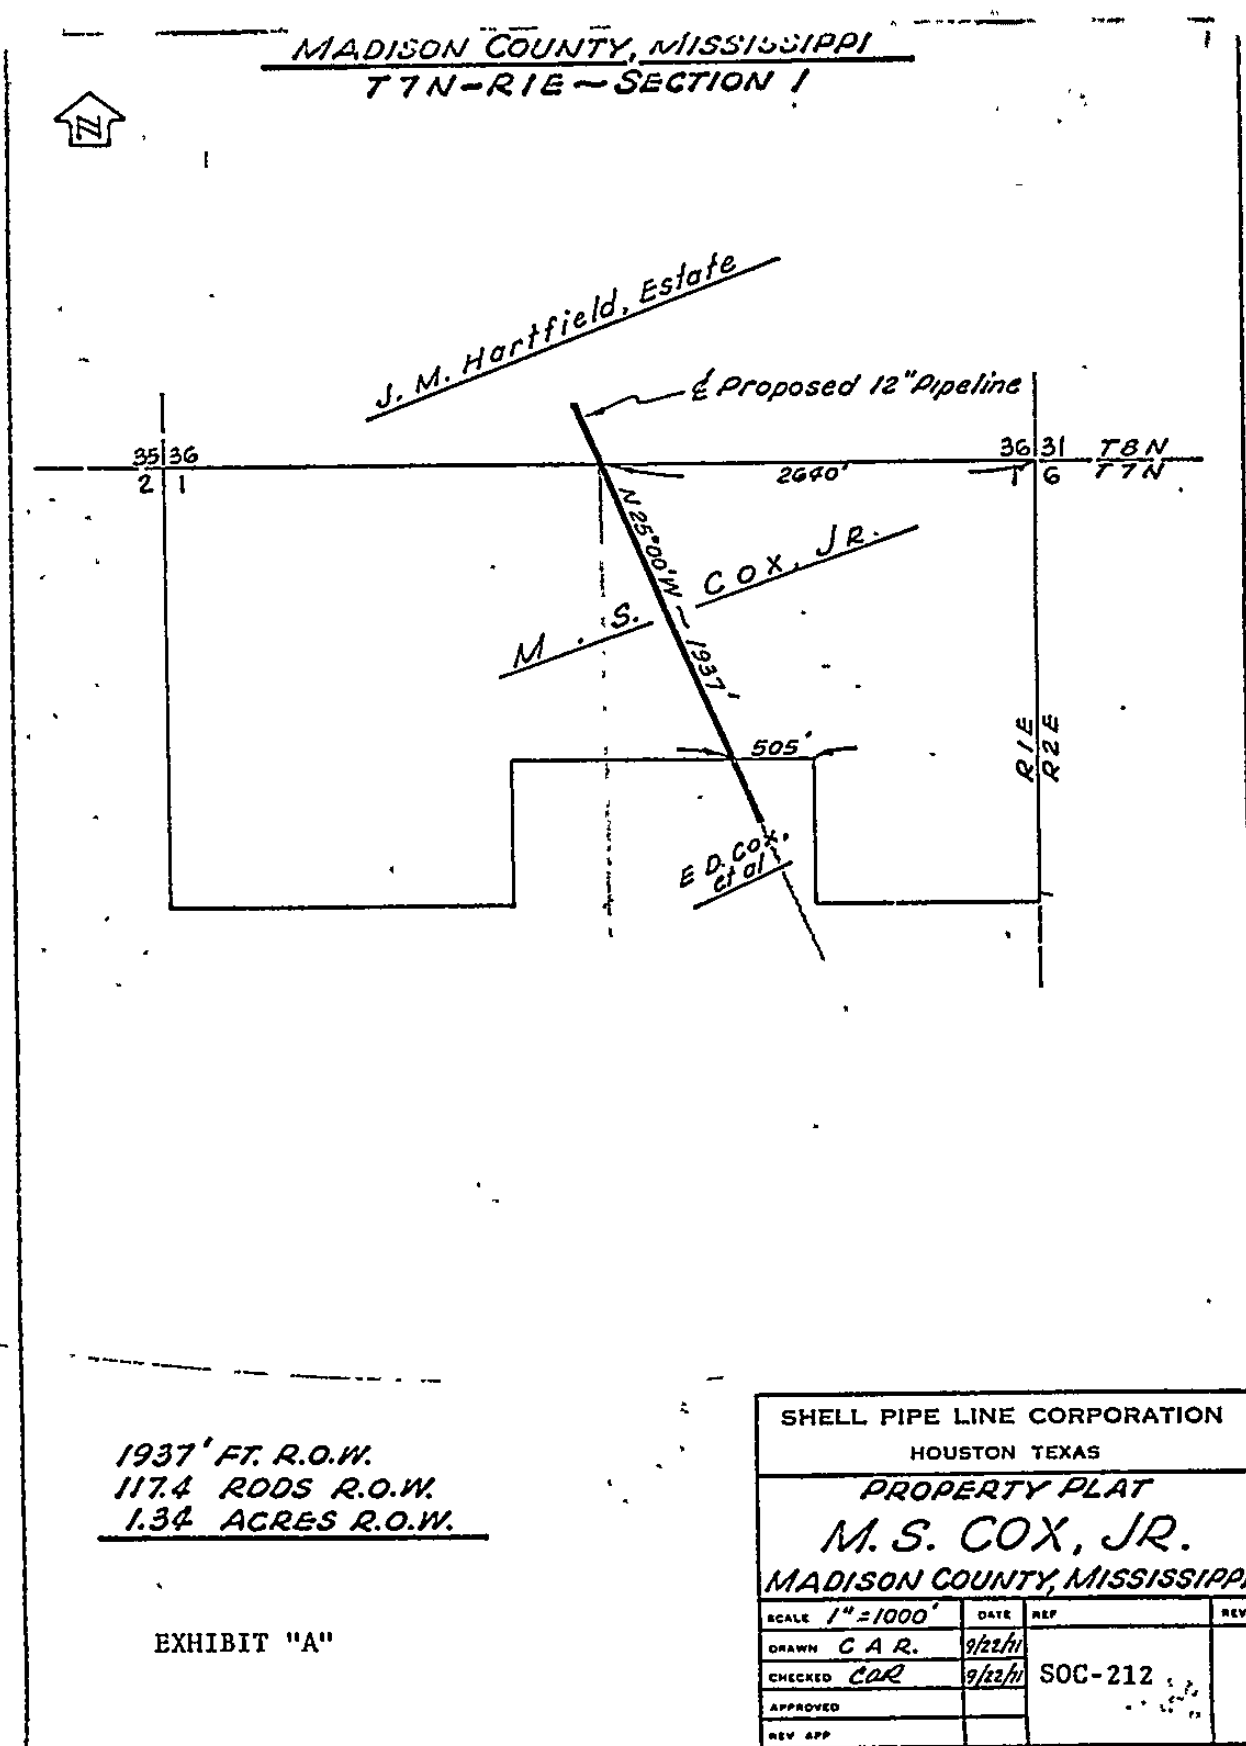 MADISON COUNTY, MISSISSIPPI
T7N-R1E~SECTION 1
N
J. M. Hartfield, Estate
℄ Proposed 12" Pipeline
35 36
36 31 T8N
2 1
2640'
1 6 T7N
N 25°00'W ~ 1937'
M. S. COX, JR.
R1E
R2E
505'
E D. COX,
et al
1937' FT. R.O.W.
117.4 RODS R.O.W.
1.34 ACRES R.O.W.
EXHIBIT "A"
SHELL PIPE LINE CORPORATION
HOUSTON TEXAS
PROPERTY PLAT
M. S. COX, JR.
MADISON COUNTY, MISSISSIPPI
SCALE 1"=1000' DATE REF REV
DRAWN C A R. 9/22/71
CHECKED COR 9/22/71 SOC-212
APPROVED
REV APP